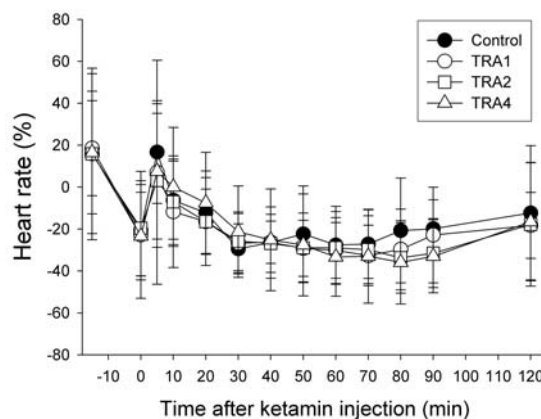 80
60
40
20
0
-20
-40
-60
-80
Heart rate (%)
Control
TRA1
TRA2
TRA4
-10 0 10 20 30 40 50 60 70 80 90 100 110 120
Time after ketamin injection (min)